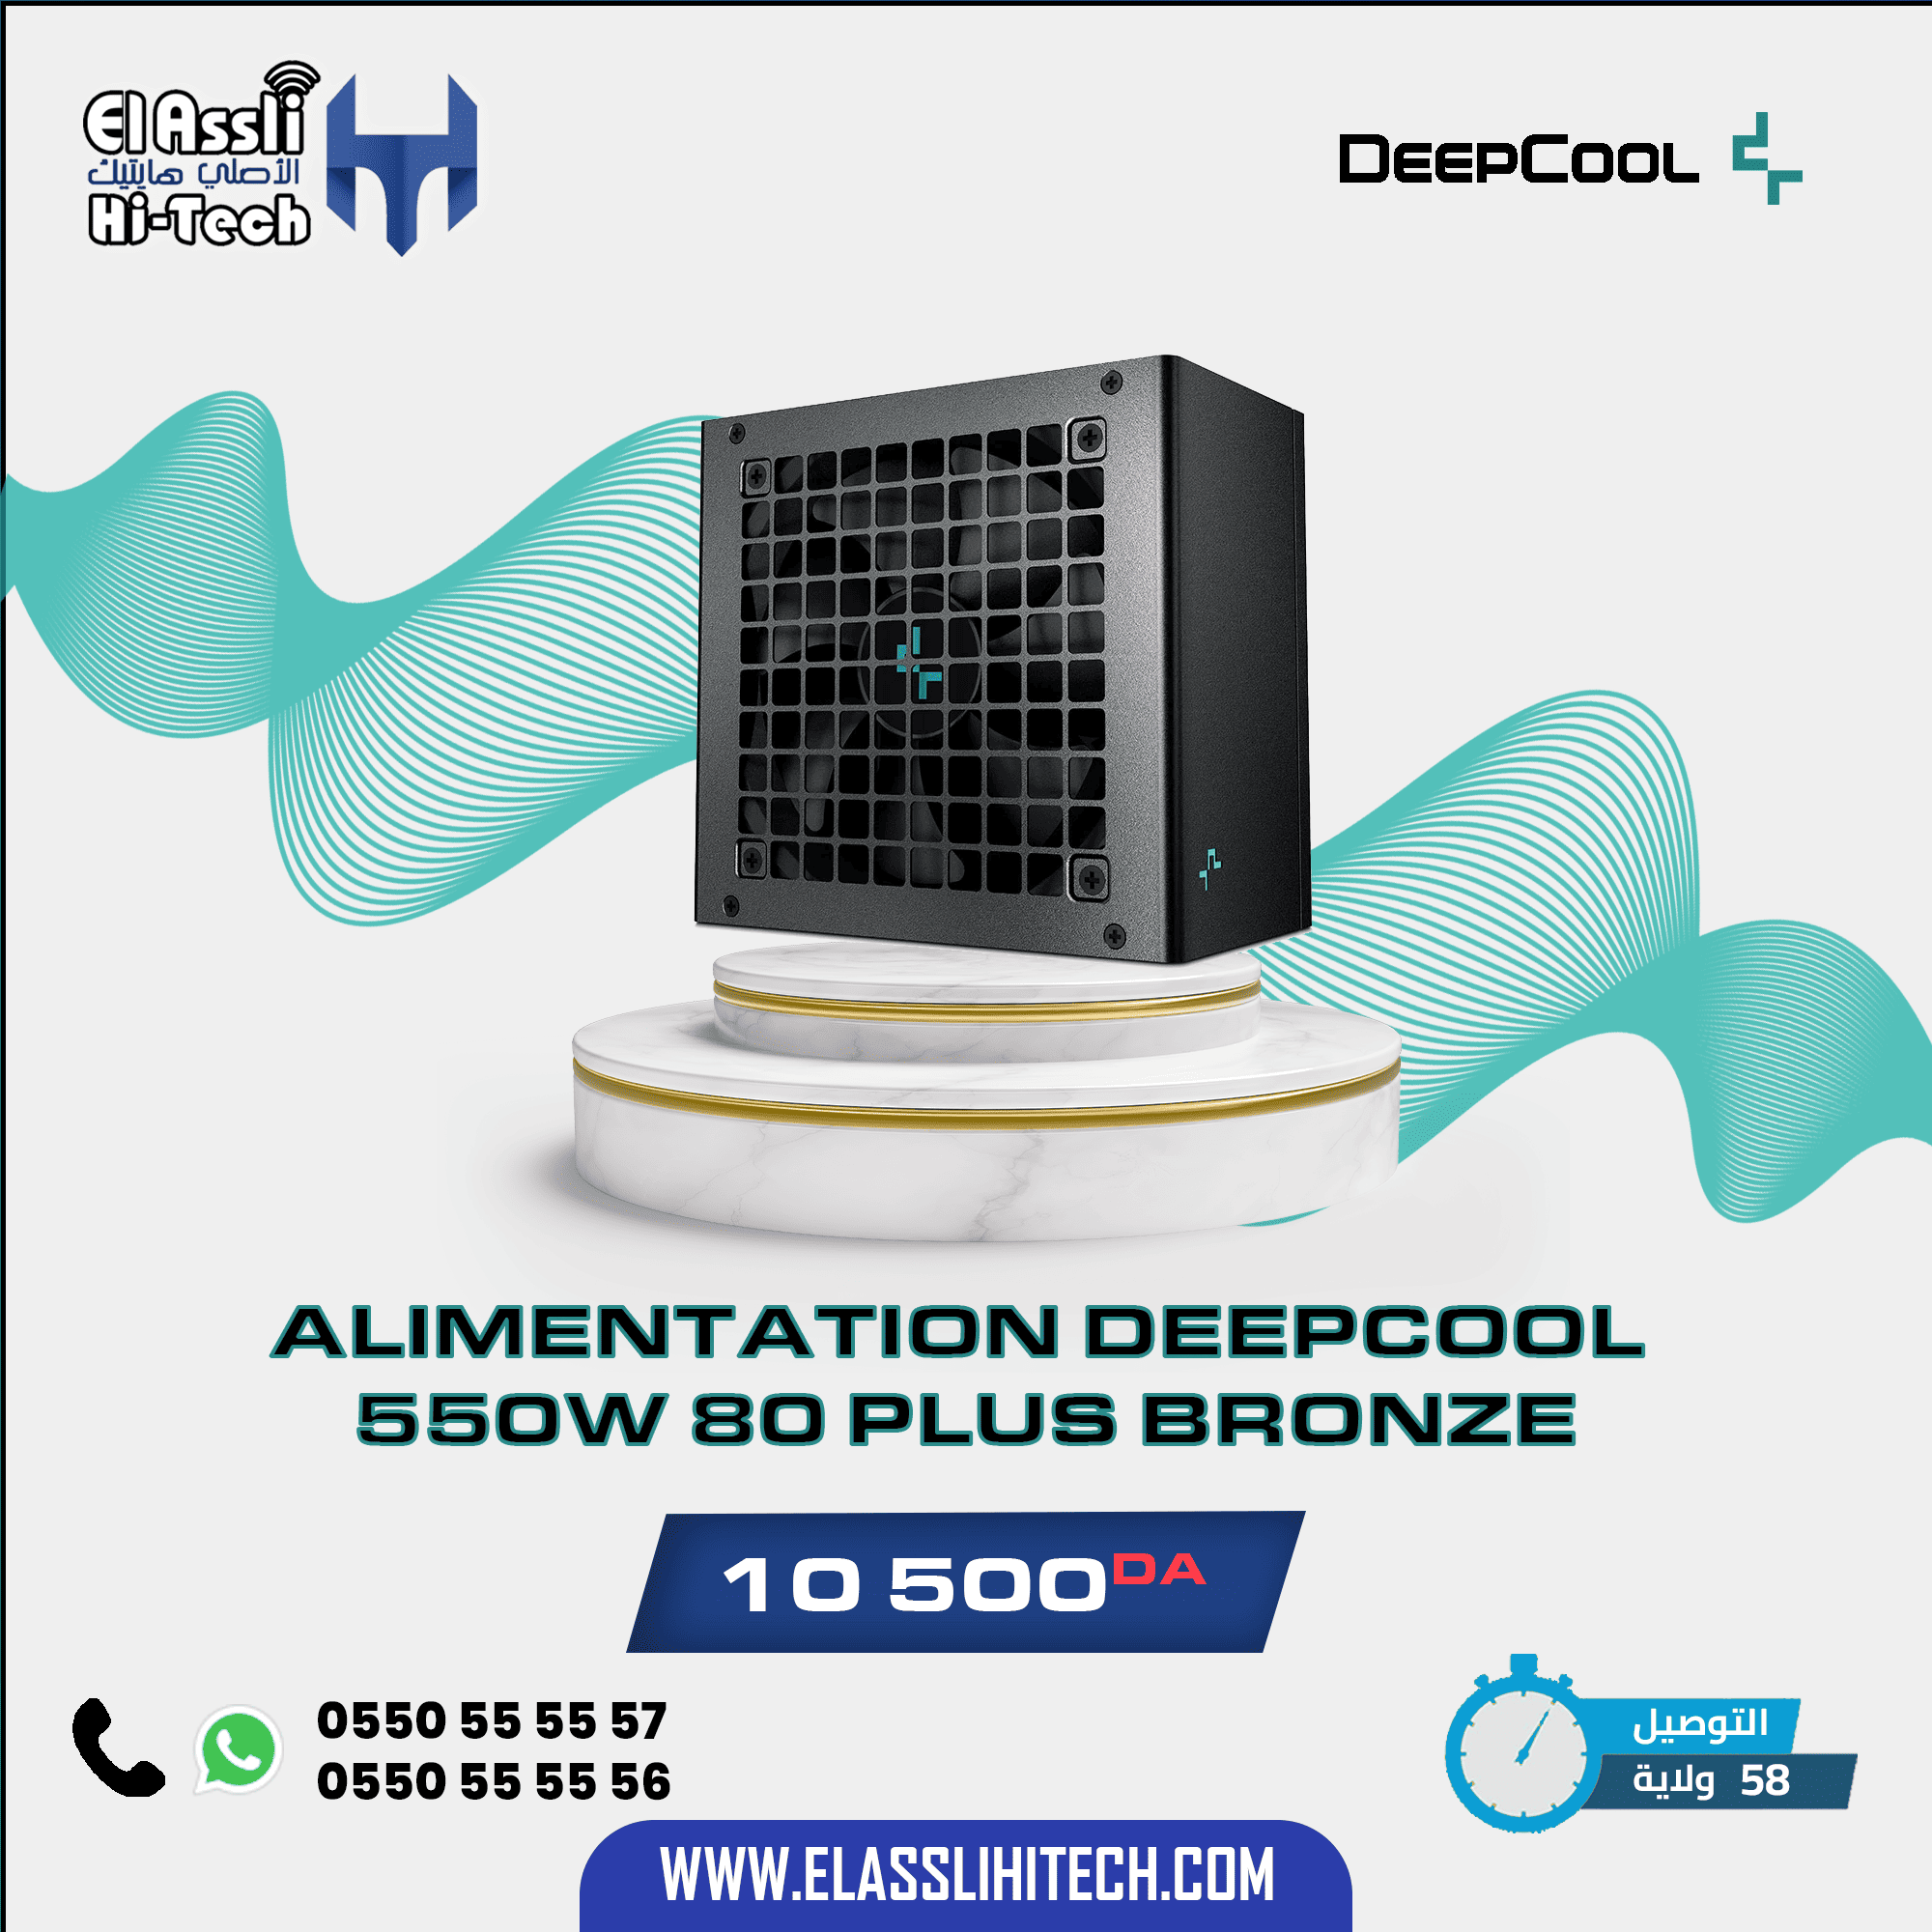 El Assli
الأصلي هايتيك
Hi-Tech
DEEPCOOL
ALIMENTATION DEEPCOOL
550W 80 PLUS BRONZE
10 500DA
0550 55 55 57
0550 55 55 56
التوصيل
58 ولاية
WWW.ELASSLIHITECH.COM